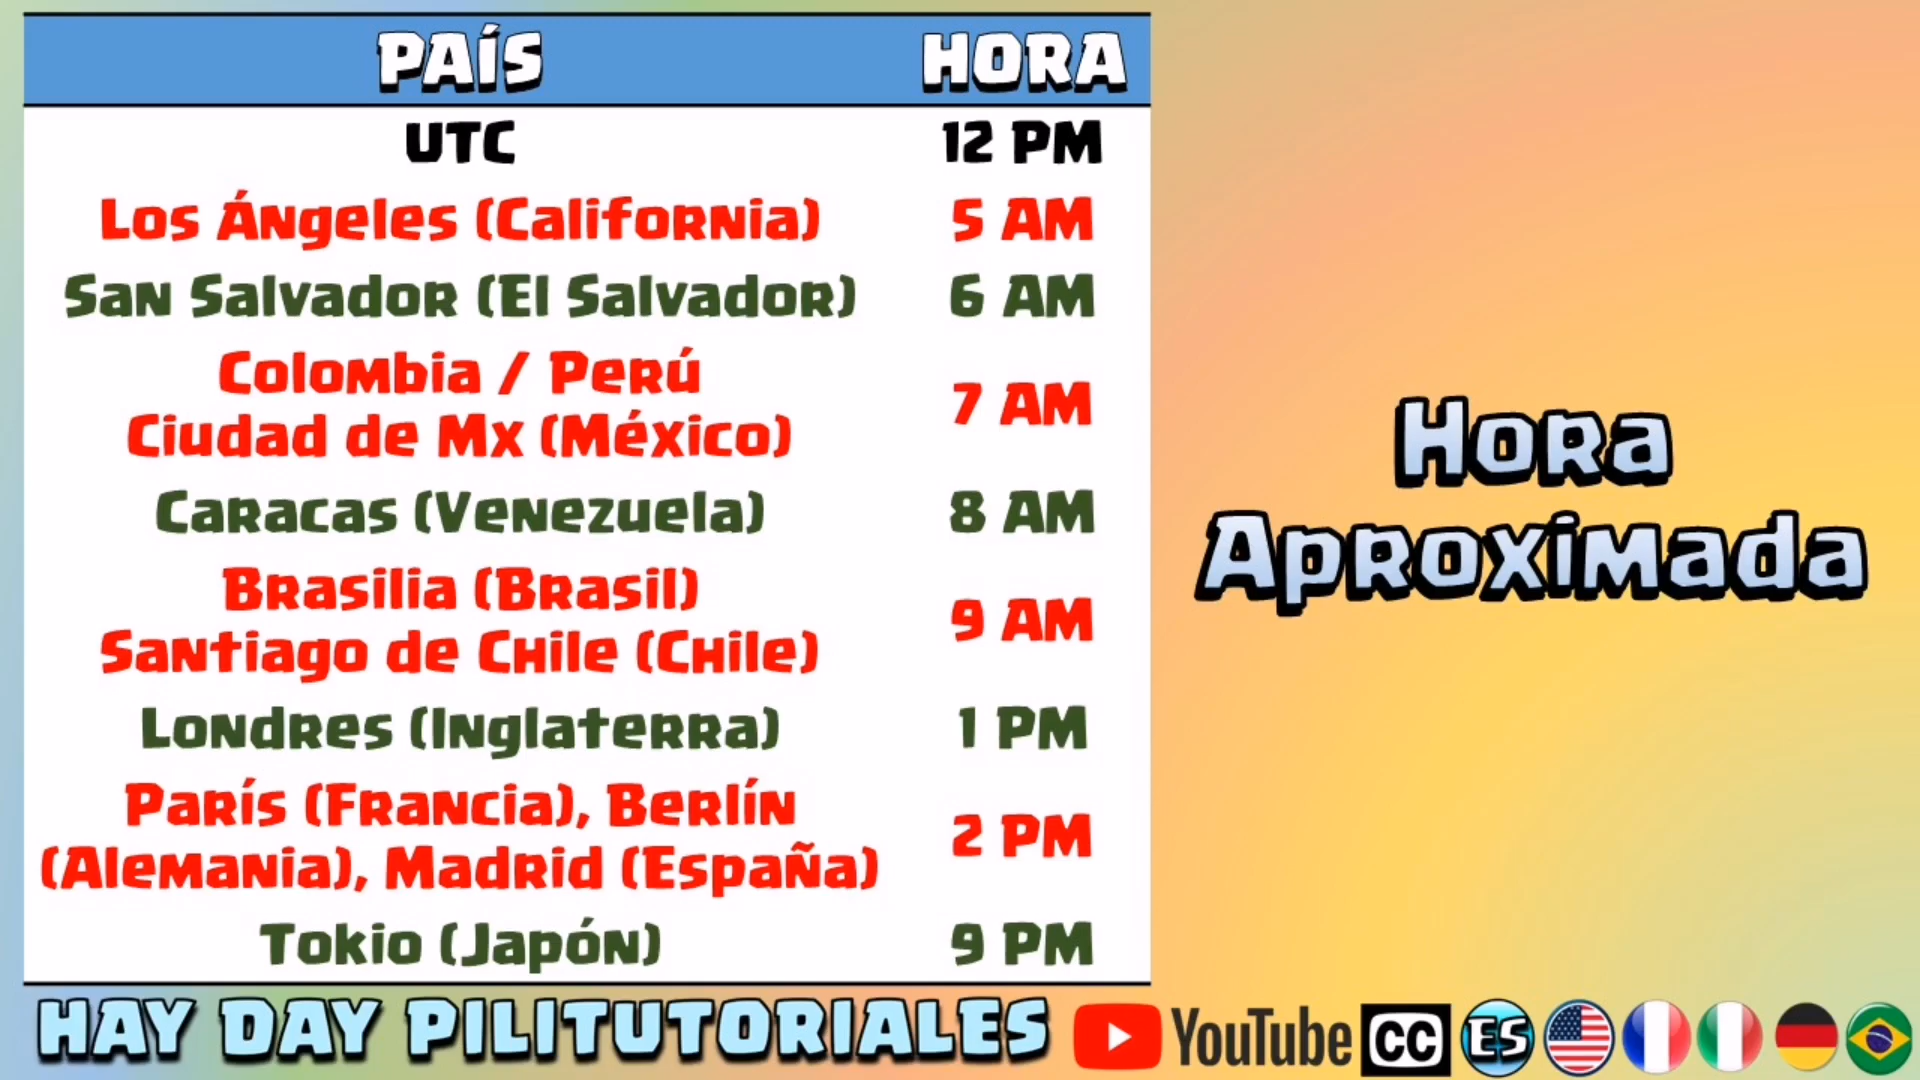 PAÍS HORA
UTC 12 PM
Los Ángeles (California) 5 AM
San Salvador (El Salvador) 6 AM
Colombia / Perú
Ciudad de Mx (México) 7 AM
Caracas (Venezuela) 8 AM
Brasilia (Brasil)
Santiago de Chile (Chile) 9 AM
Londres (Inglaterra) 1 PM
París (Francia), Berlín
(Alemania), Madrid (España) 2 PM
Tokio (Japón) 9 PM
Hora
Aproximada
HAY DAY PILITUTORIALES YouTube CC ES